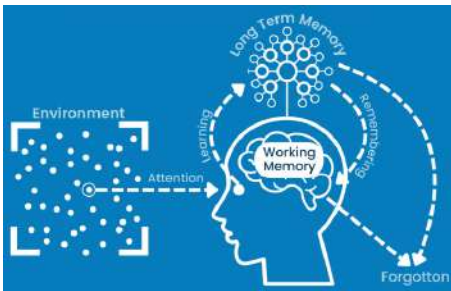 Long Term Memory
Environment
Learning
Remembering
Working
Memory
Attention
Forgotton